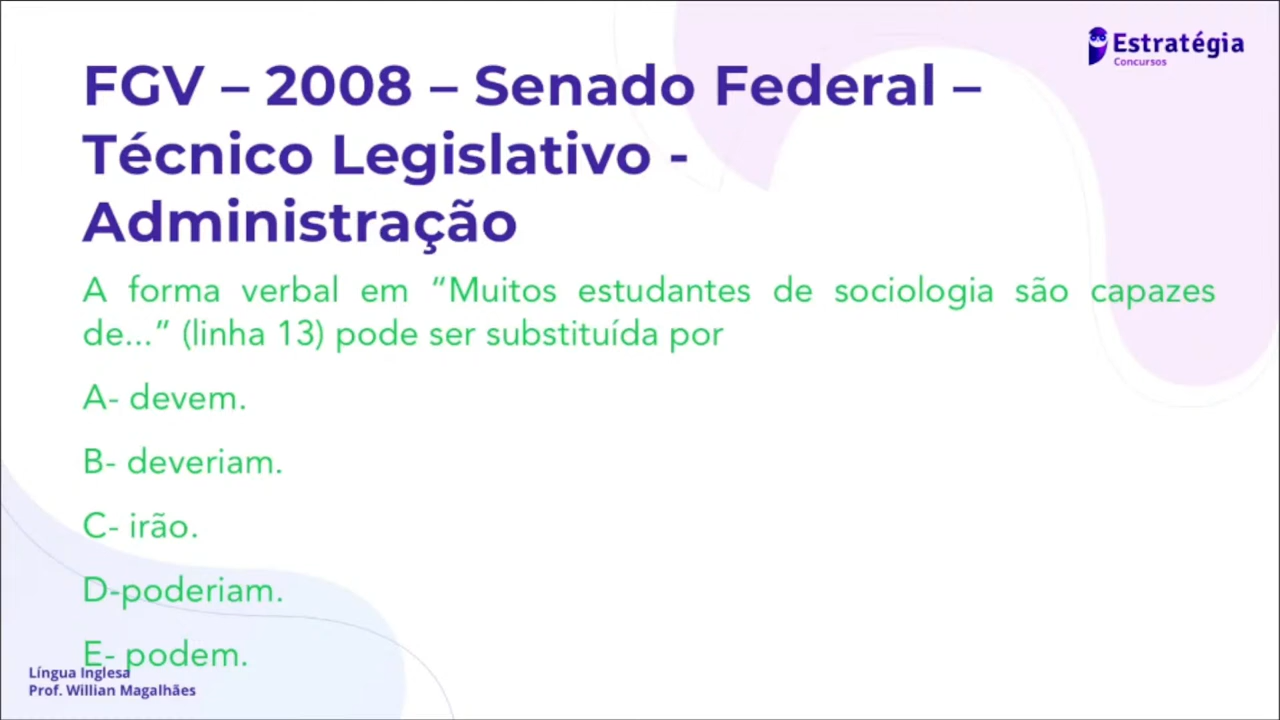 Estratégia
Concursos
FGV – 2008 – Senado Federal –
Técnico Legislativo -
Administração
A forma verbal em “Muitos estudantes de sociologia são capazes
de...” (linha 13) pode ser substituída por
A- devem.
B- deveriam.
C- irão.
D-poderiam.
E- podem.
Língua Inglesa
Prof. Willian Magalhães